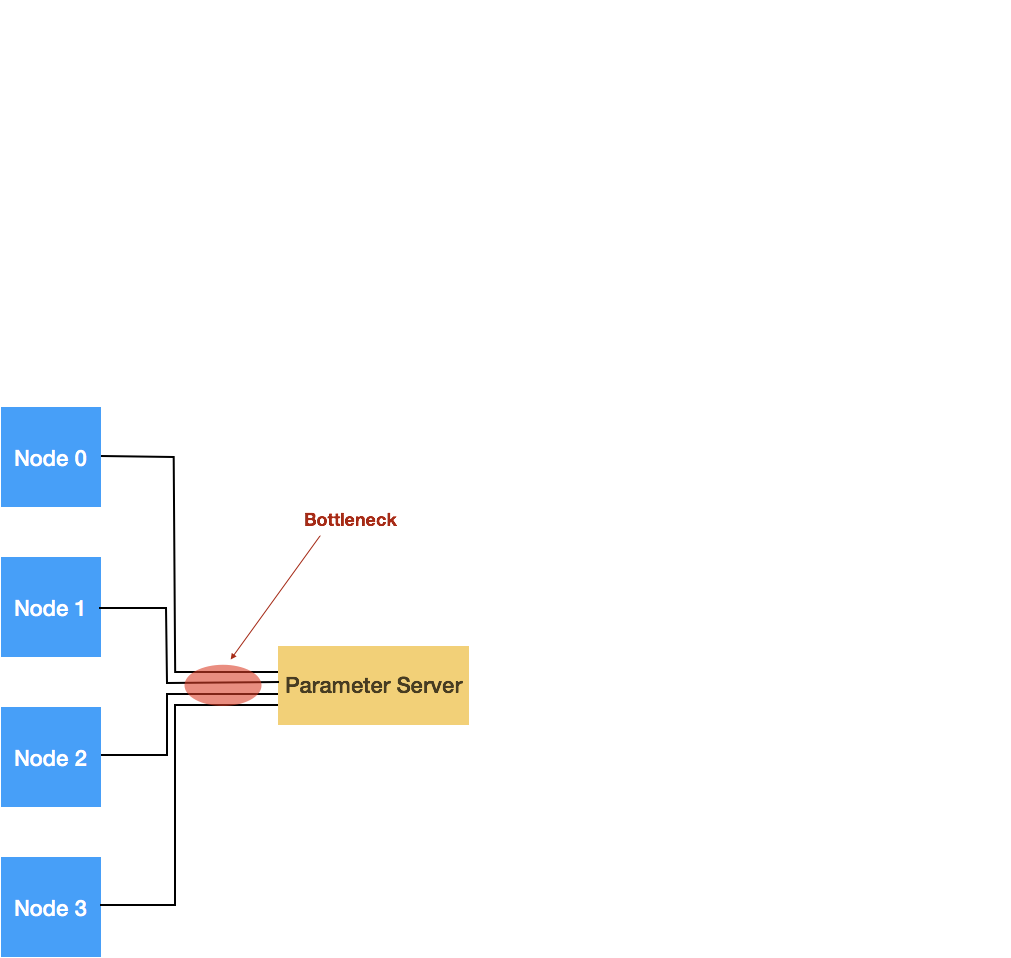 Node 0
Bottleneck
Node 1
Parameter Server
Node 2
Node 3